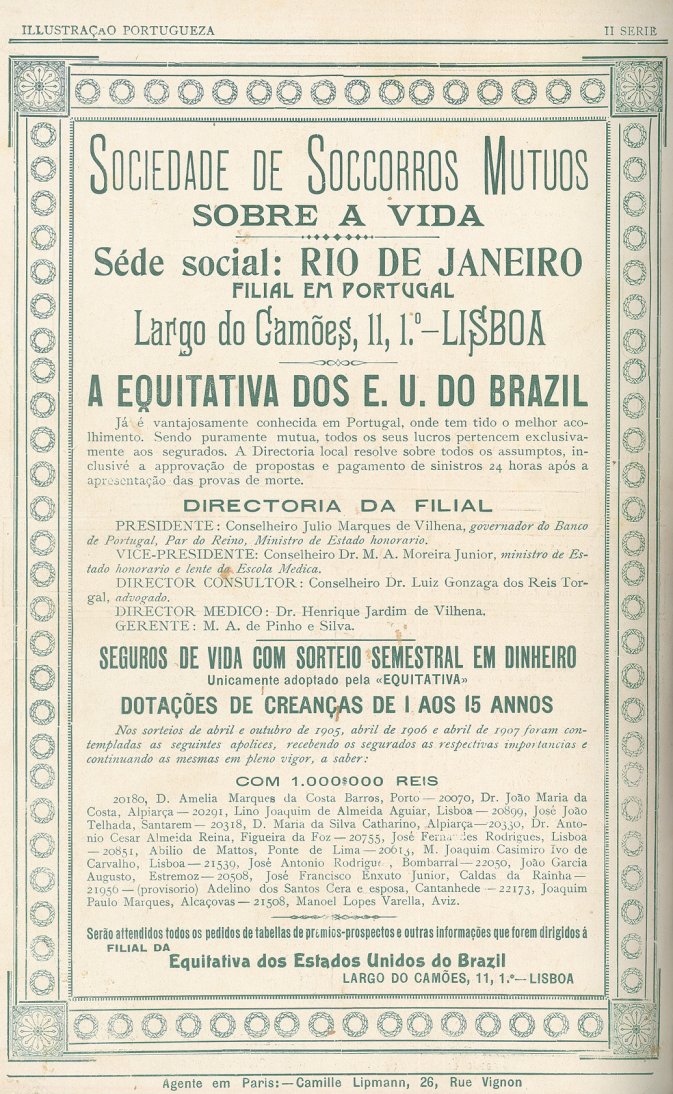 ILLUSTRAÇÃO PORTUGUEZA
II SERIE
SOCIEDADE DE SOCCORROS MUTUOS
SOBRE A VIDA
Séde social: RIO DE JANEIRO
FILIAL EM PORTUGAL
Largo do Camões, 11, 1.º—LISBOA
A EQUITATIVA DOS E. U. DO BRAZIL
Já é vantajosamente conhecida em Portugal, onde tem tido o melhor aco-
lhimento. Sendo puramente mutua, todos os seus lucros pertencem exclusiva-
mente aos segurados. A Directoria local resolve sobre todos os assumptos, in-
clusivé a approvação de propostas e pagamento de sinistros 24 horas após a
apresentação das provas de morte.
DIRECTORIA DA FILIAL
PRESIDENTE: Conselheiro Julio Marques de Vilhena, governador do Banco
de Portugal, Par do Reino, Ministro de Estado honorario.
VICE-PRESIDENTE: Conselheiro Dr. M. A. Moreira Junior, ministro de Es-
tado honorario e lente da Escola Medica.
DIRECTOR CONSULTOR: Conselheiro Dr. Luiz Gonzaga dos Reis Tor-
gal, advogado.
DIRECTOR MEDICO: Dr. Henrique Jardim de Vilhena.
GERENTE: M. A. de Pinho e Silva.
SEGUROS DE VIDA COM SORTEIO SEMESTRAL EM DINHEIRO
Unicamente adoptado pela «EQUITATIVA»
DOTAÇÕES DE CREANÇAS DE 1 AOS 15 ANNOS
Nos sorteios de abril e outubro de 1905, abril de 1906 e abril de 1907 foram con-
templadas as seguintes apolices, recebendo os segurados as respectivas importancias e
continuando as mesmas em pleno vigor, a saber:
COM 1.000$000 REIS
20180, D. Amelia Marques da Costa Barros, Porto—20070, Dr. João Maria da
Costa, Alpiarça—20291, Lino Joaquim de Almeida Aguiar, Lisboa—20899, José João
Telhada, Santarem—20318, D. Maria da Silva Catharino, Alpiarça—20330, Dr. Anto-
nio Cesar Almeida Reina, Figueira da Foz—20755, José Fernandes Rodrigues, Lisboa
—20851, Abilio de Mattos, Ponte de Lima—20613, M. Joaquim Casimiro Ivo de
Carvalho, Lisboa—21539, José Antonio Rodrigues, Bombarral—22050, João Garcia
Augusto, Estremoz—20508, José Francisco Enxuto Junior, Caldas da Rainha—
21956—(provisorio) Adelino dos Santos Cera e esposa, Cantanhede—22173, Joaquim
Paulo Marques, Alcaçovas—21508, Manoel Lopes Varella, Aviz.
Serão attendidos todos os pedidos de tabellas de premios-prospectos e outras informações que forem dirigidos á
FILIAL DA
Equitativa dos Estados Unidos do Brazil
LARGO DO CAMÕES, 11, 1.º—LISBOA
Agente em Paris:—Camille Lipmann, 26, Rue Vignon